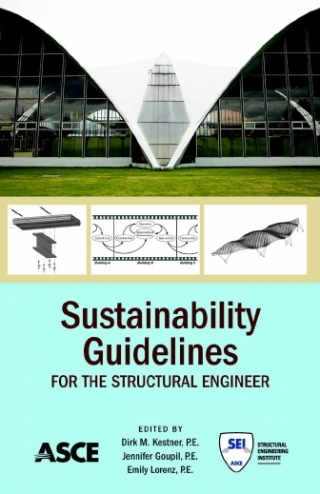 Sustainability
Guidelines
FOR THE STRUCTURAL ENGINEER
EDITED BY
Dirk M. Kestner, P.E.
Jennifer Goupil, P.E.
Emily Lorenz, P.E.
ASCE
SEI
ASCE
STRUCTURAL
ENGINEERING
INSTITUTE